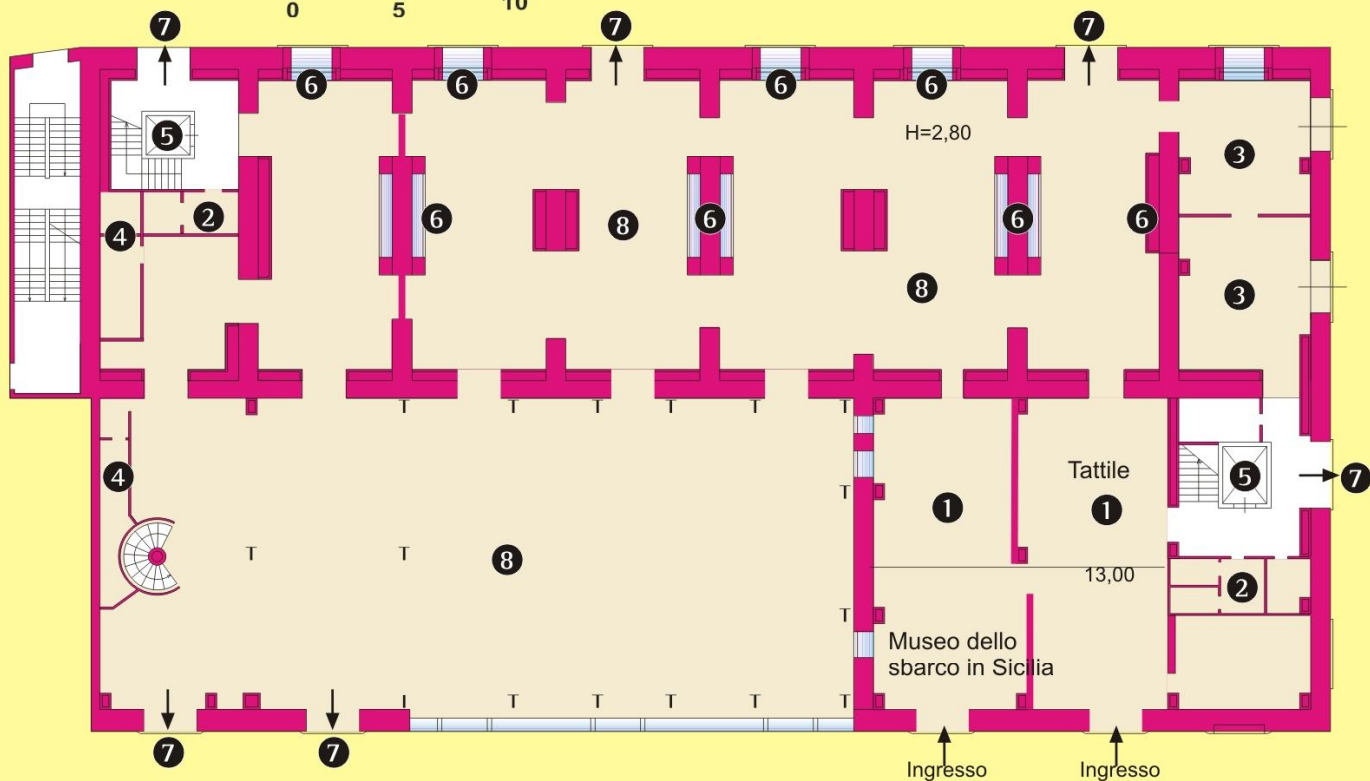 0 5 10
7 7 7
6 6 6 6
H=2,80
5
3
2 4
6 8 6 6 6
8 3
4 Tattile 5 7
1 1
8
13,00
2
Museo dello
sbarco in Sicilia
7 7
Ingresso Ingresso
T T T T T T
T
T T
T
T T T T T T